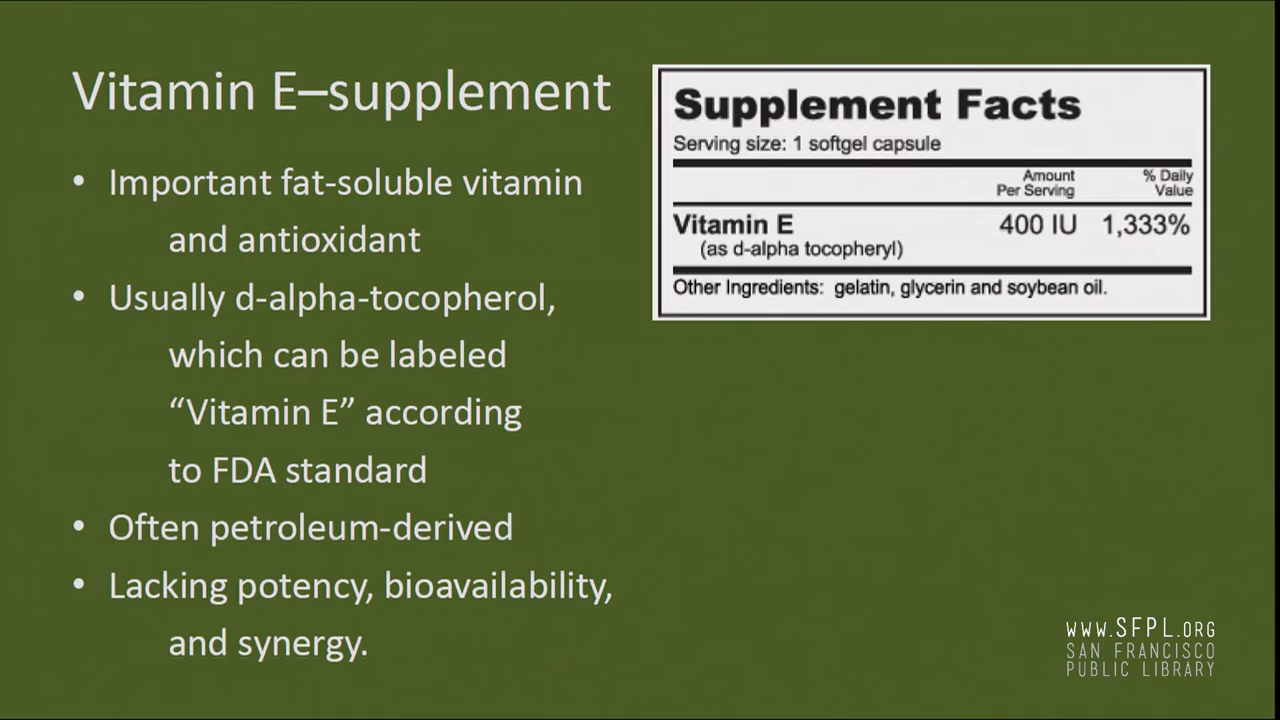 Vitamin E–supplement
• Important fat-soluble vitamin
and antioxidant
• Usually d-alpha-tocopherol,
which can be labeled
“Vitamin E” according
to FDA standard
• Often petroleum-derived
• Lacking potency, bioavailability,
and synergy.
Supplement Facts
Serving size: 1 softgel capsule
Amount % Daily
Per Serving Value
Vitamin E 400 IU 1,333%
(as d-alpha tocopheryl)
Other Ingredients: gelatin, glycerin and soybean oil.
WWW.SFPL.ORG
SAN FRANCISCO
PUBLIC LIBRARY